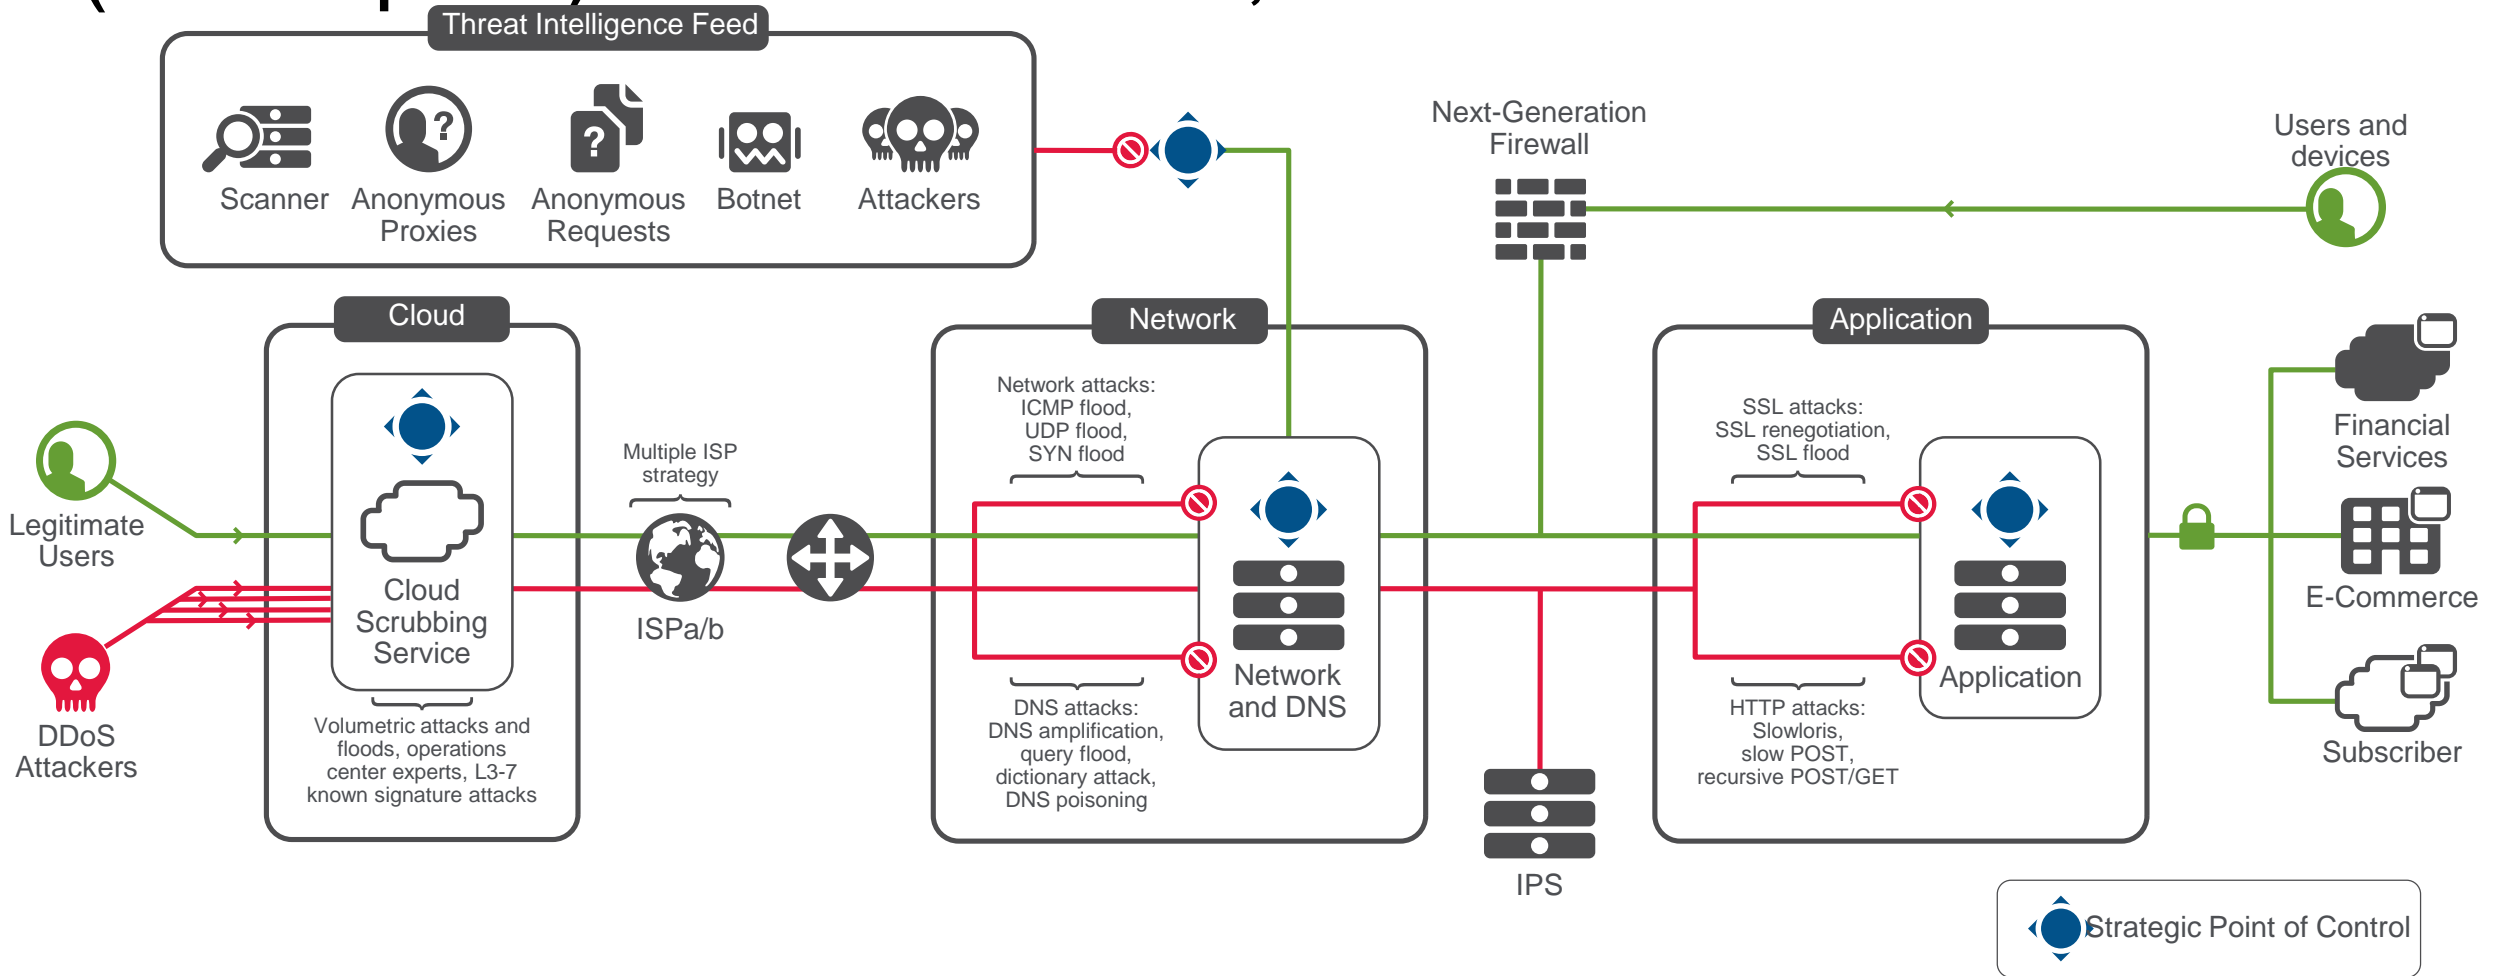 Threat Intelligence Feed
Scanner
Anonymous
Proxies
Anonymous
Requests
Botnet
Attackers
Next-Generation
Firewall
Users and
devices
Cloud
Network
Application
Legitimate
Users
DDoS
Attackers
Cloud
Scrubbing
Service
Volumetric attacks and
floods, operations
center experts, L3-7
known signature attacks
Multiple ISP
strategy
ISPa/b
Network attacks:
ICMP flood,
UDP flood,
SYN flood
DNS attacks:
DNS amplification,
query flood,
dictionary attack,
DNS poisoning
Network
and DNS
IPS
SSL attacks:
SSL renegotiation,
SSL flood
HTTP attacks:
Slowloris,
slow POST,
recursive POST/GET
Application
Financial
Services
E-Commerce
Subscriber
Strategic Point of Control